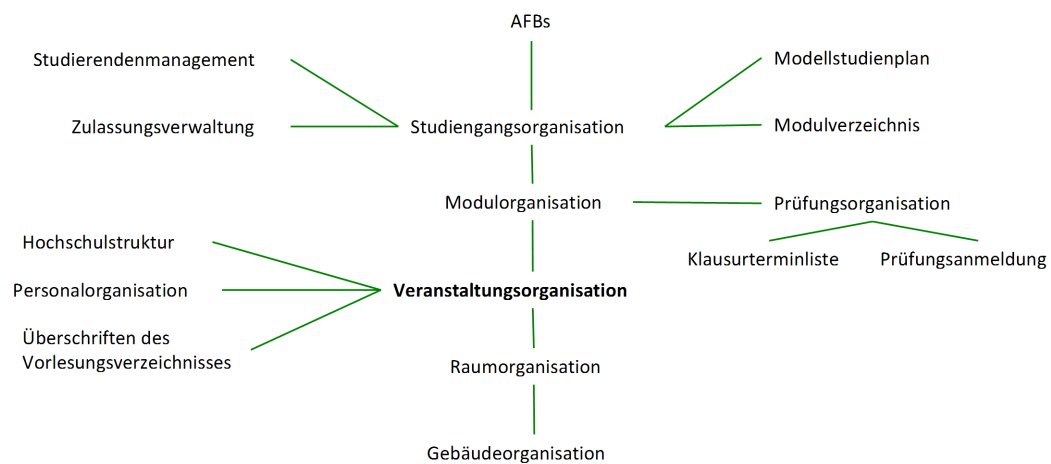 AFBs
Studierendenmanagement
Modellstudienplan
Zulassungsverwaltung
Studiengangsorganisation
Modulverzeichnis
Modulorganisation
Prüfungsorganisation
Hochschulstruktur
Klausurterminliste
Prüfungsanmeldung
Personalorganisation
Veranstaltungsorganisation
Überschriften des
Vorlesungsverzeichnisses
Raumorganisation
Gebäudeorganisation